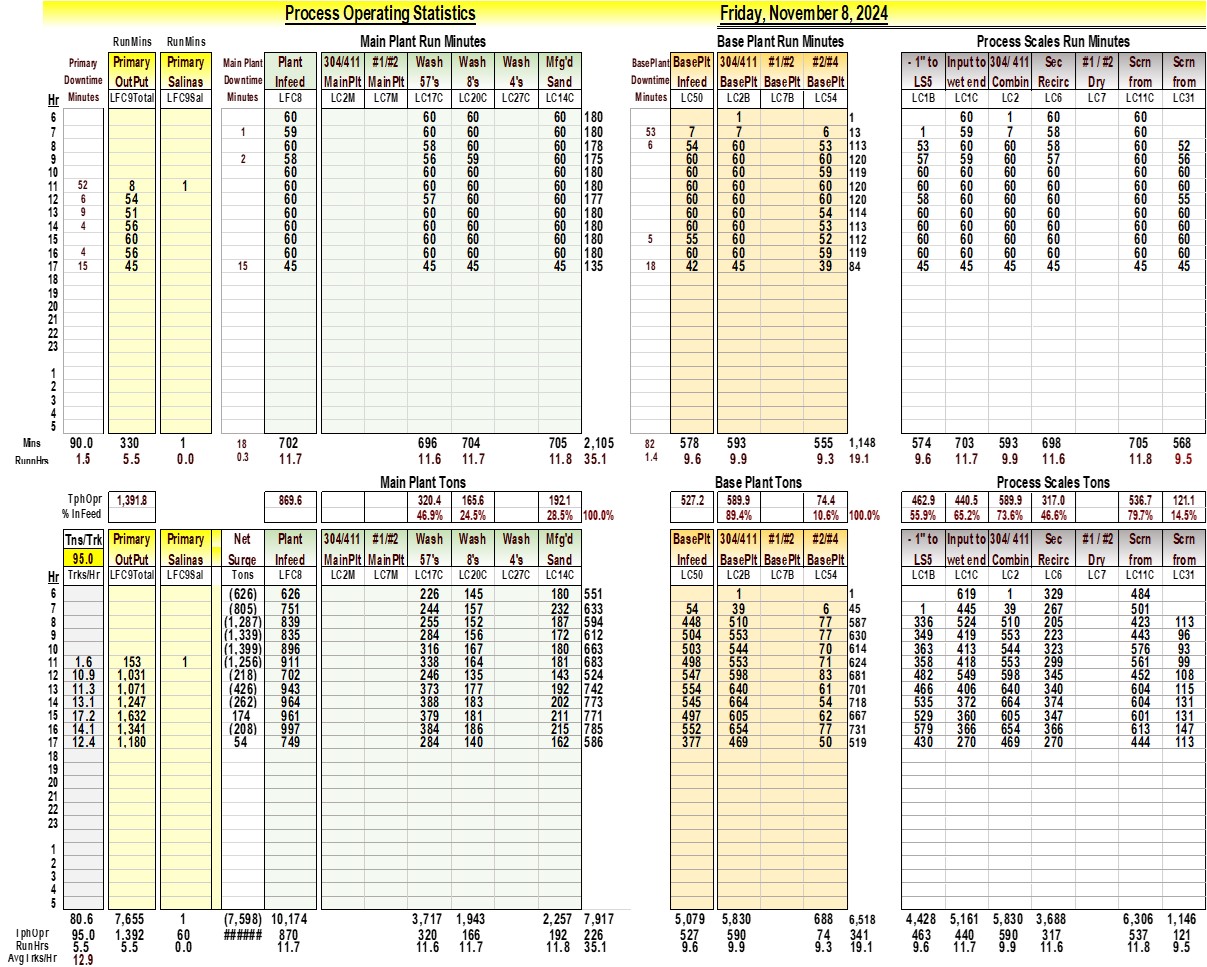 Process Operating Statistics Friday, November 8, 2024
RunMins RunMins Main Plant Run Minutes Base Plant Run Minutes Process Scales Run Minutes
Primary Primary Primary Main Plant Plant 304/411 #1/#2 Wash Wash Wash Mfg'd BasePlant BasePlt 304/411 #1/#2 #2/#4 - 1" to Input to 304/ 411 Sec #1 / #2 Scrn Scrn
Downtime OutPut Salinas Downtime Infeed MainPlt MainPlt 57's 8's 4's Sand Downtime Infeed BasePlt BasePlt BasePlt LS5 wet end Combin Recirc Dry from from
Hr Minutes LFC9Total LFC9Sal Minutes LFC8 LC2M LC7M LC17C LC20C LC27C LC14C Minutes LC50 LC2B LC7B LC54 LC1B LC1C LC2 LC6 LC7 LC11C LC31
6 60 60 60 60 180 1 1 60 1 60 60
7 1 59 60 60 60 180 53 7 7 6 13 1 59 7 58 60
8 60 58 60 60 178 6 54 60 53 113 53 60 60 58 60 52
9 2 58 56 59 60 175 60 60 60 120 57 59 60 57 60 56
10 60 60 60 60 180 60 60 59 119 60 60 60 60 60 60
11 52 8 1 60 60 60 60 180 60 60 60 120 60 60 60 60 60 60
12 6 54 60 57 60 60 177 60 60 60 120 58 60 60 60 60 55
13 9 51 60 60 60 60 180 60 60 54 114 60 60 60 60 60 60
14 4 56 60 60 60 60 180 60 60 53 113 60 60 60 60 60 60
15 60 60 60 60 60 180 5 55 60 52 112 60 60 60 60 60 60
16 4 56 60 60 60 60 180 60 60 59 119 60 60 60 60 60 60
17 15 45 15 45 45 45 45 135 18 42 45 39 84 45 45 45 45 45 45
18
19
20
21
22
23
1
2
3
4
5
Mins 90.0 330 1 18 702 696 704 705 2,105 82 578 593 555 1,148 574 703 593 698 705 568
RunnHrs 1.5 5.5 0.0 0.3 11.7 11.6 11.7 11.8 35.1 1.4 9.6 9.9 9.3 19.1 9.6 11.7 9.9 11.6 11.8 9.5
Main Plant Tons Base Plant Tons Process Scales Tons
TphOpr 1,391.8 869.6 320.4 165.6 192.1 527.2 589.9 74.4 462.9 440.5 589.9 317.0 536.7 121.1
% InFeed 46.9% 24.5% 28.5% 100.0% 89.4% 10.6% 100.0% 55.9% 65.2% 73.6% 46.6% 79.7% 14.5%
Tns/Trk Primary Primary Net Plant 304/411 #1/#2 Wash Wash Wash Mfg'd BasePlt 304/411 #1/#2 #2/#4 - 1" to Input to 304/ 411 Sec #1 / #2 Scrn Scrn
95.0 OutPut Salinas Surge Infeed MainPlt MainPlt 57's 8's 4's Sand Infeed BasePlt BasePlt BasePlt LS5 wet end Combin Recirc Dry from from
Hr Trks/Hr LFC9Total LFC9Sal Tons LFC8 LC2M LC7M LC17C LC20C LC27C LC14C LC50 LC2B LC7B LC54 LC1B LC1C LC2 LC6 LC7 LC11C LC31
6 (626) 626 226 145 180 551 1 1 619 1 329 484
7 (805) 751 244 157 232 633 54 39 6 45 1 445 39 267 501
8 (1,287) 839 255 152 187 594 448 510 77 587 336 524 510 205 423 113
9 (1,339) 835 284 156 172 612 504 553 77 630 349 419 553 223 443 96
10 (1,399) 896 316 167 180 663 503 544 70 614 363 413 544 323 576 93
11 1.6 153 1 (1,256) 911 338 164 181 683 498 553 71 624 358 418 553 299 561 99
12 10.9 1,031 (218) 702 246 135 143 524 547 598 83 681 482 549 598 345 452 108
13 11.3 1,071 (426) 943 373 177 192 742 554 640 61 701 466 406 640 340 604 115
14 13.1 1,247 (262) 964 388 183 202 773 545 664 54 718 535 372 664 374 604 131
15 17.2 1,632 174 961 379 181 211 771 497 605 62 667 529 360 605 347 601 131
16 14.1 1,341 (208) 997 384 186 215 785 552 654 77 731 579 366 654 366 613 147
17 12.4 1,180 54 749 284 140 162 586 377 469 50 519 430 270 469 270 444 113
18
19
20
21
22
23
1
2
3
4
5
80.6 7,655 1 (7,598) 10,174 3,717 1,943 2,257 7,917 5,079 5,830 688 6,518 4,428 5,161 5,830 3,688 6,306 1,146
TphOpr 95.0 1,392 60 ###### 870 320 166 192 226 527 590 74 341 463 440 590 317 537 121
RunHrs 5.5 5.5 0.0 11.7 11.6 11.7 11.8 35.1 9.6 9.9 9.3 19.1 9.6 11.7 9.9 11.6 11.8 9.5
AvgTrks/Hr 12.9